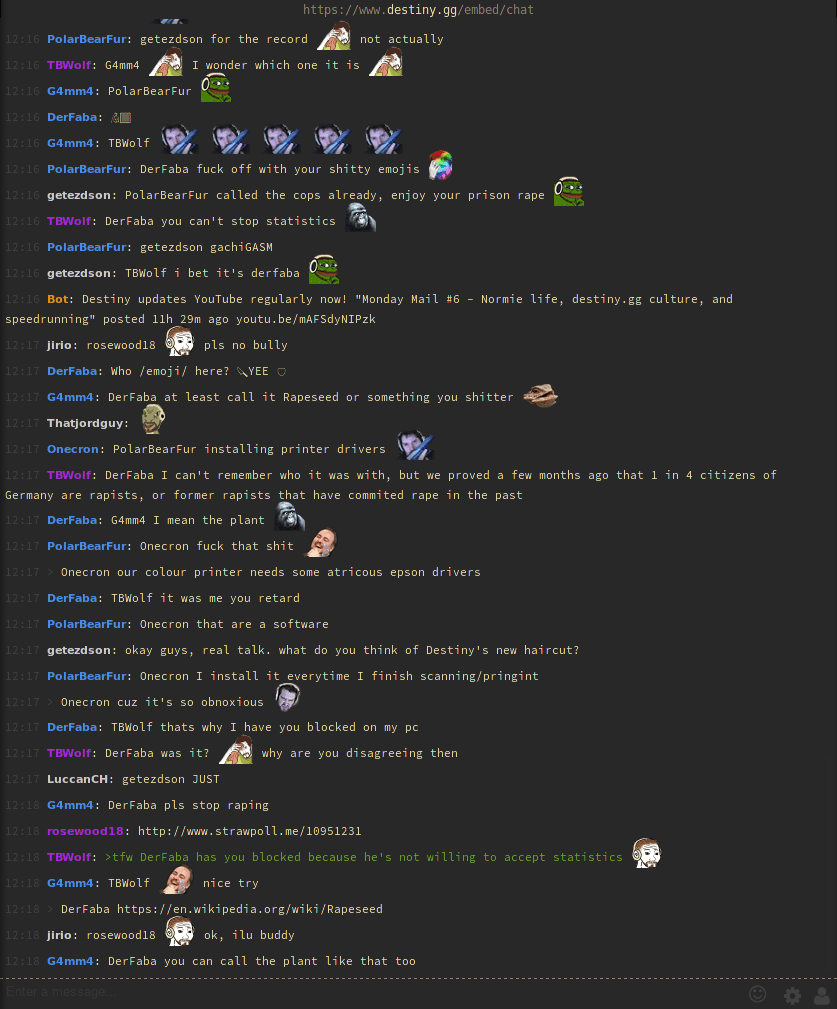 https://www.destiny.gg/embed/chat
12:16 PolarBearFur: getezdson for the record not actually
12:16 TBWolf: G4mm4 I wonder which one it is
12:16 G4mm4: PolarBearFur
12:16 DerFaba:
12:16 G4mm4: TBWolf
12:16 PolarBearFur: DerFaba fuck off with your shitty emojis
12:16 getezdson: PolarBearFur called the cops already, enjoy your prison rape
12:16 TBWolf: DerFaba you can't stop statistics
12:16 PolarBearFur: getezdson gachiGASM
12:16 getezdson: TBWolf i bet it's derfaba
12:16 Bot: Destiny updates YouTube regularly now! "Monday Mail #6 – Normie life, destiny.gg culture, and
speedrunning" posted 11h 29m ago youtu.be/mAFSdyNIPzk
12:17 jirio: rosewood18 pls no bully
12:17 DerFaba: Who /emoji/ here? YEE
12:17 G4mm4: DerFaba at least call it Rapeseed or something you shitter
12:17 Thatjordguy:
12:17 Onecron: PolarBearFur installing printer drivers
12:17 TBWolf: DerFaba I can't remember who it was with, but we proved a few months ago that 1 in 4 citizens of
Germany are rapists, or former rapists that have commited rape in the past
12:17 DerFaba: G4mm4 I mean the plant
12:17 PolarBearFur: Onecron fuck that shit
12:17 > Onecron our colour printer needs some atricous epson drivers
12:17 DerFaba: TBWolf it was me you retard
12:17 PolarBearFur: Onecron that are a software
12:17 getezdson: okay guys, real talk. what do you think of Destiny's new haircut?
12:17 PolarBearFur: Onecron I install it everytime I finish scanning/pringint
12:17 > Onecron cuz it's so obnoxious
12:17 DerFaba: TBWolf thats why I have you blocked on my pc
12:17 TBWolf: DerFaba was it? why are you disagreeing then
12:17 LuccanCH: getezdson JUST
12:18 G4mm4: DerFaba pls stop raping
12:18 rosewood18: http://www.strawpoll.me/10951231
12:18 TBWolf: >tfw DerFaba has you blocked because he's not willing to accept statistics
12:18 G4mm4: TBWolf nice try
12:18 > DerFaba https://en.wikipedia.org/wiki/Rapeseed
12:18 jirio: rosewood18 ok, ilu buddy
12:18 G4mm4: DerFaba you can call the plant like that too
Enter a message...